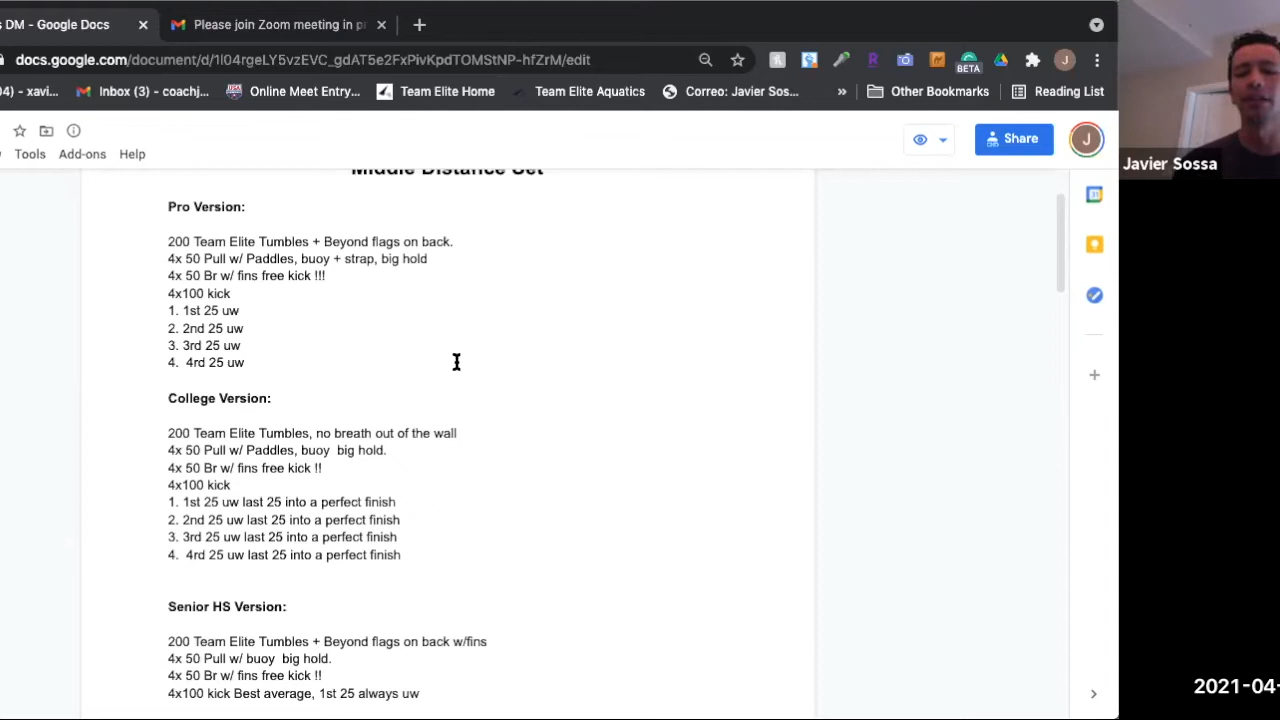 s DM - Google Docs
Please join Zoom meeting in p
docs.google.com/document/d/1l04rgeLY5vzEVC_gdAT5e2FxPivKpdTOMStNP-hfZrM/edit
BETA
J
04) - xavi...
Inbox (3) - coachj...
Online Meet Entry...
Team Elite Home
Team Elite Aquatics
Correo: Javier Sos...
»
Other Bookmarks
Reading List
Share
J
Tools
Add-ons
Help
Javier Sossa
Middle Distance Set
Pro Version:
200 Team Elite Tumbles + Beyond flags on back.
4x 50 Pull w/ Paddles, buoy + strap, big hold
4x 50 Br w/ fins free kick !!!
4x100 kick
1. 1st 25 uw
2. 2nd 25 uw
3. 3rd 25 uw
4.  4rd 25 uw
College Version:
200 Team Elite Tumbles, no breath out of the wall
4x 50 Pull w/ Paddles, buoy  big hold.
4x 50 Br w/ fins free kick !!
4x100 kick
1. 1st 25 uw last 25 into a perfect finish
2. 2nd 25 uw last 25 into a perfect finish
3. 3rd 25 uw last 25 into a perfect finish
4.  4rd 25 uw last 25 into a perfect finish
Senior HS Version:
200 Team Elite Tumbles + Beyond flags on back w/fins
4x 50 Pull w/ buoy  big hold.
4x 50 Br w/ fins free kick !!
4x100 kick Best average, 1st 25 always uw
2021-04-